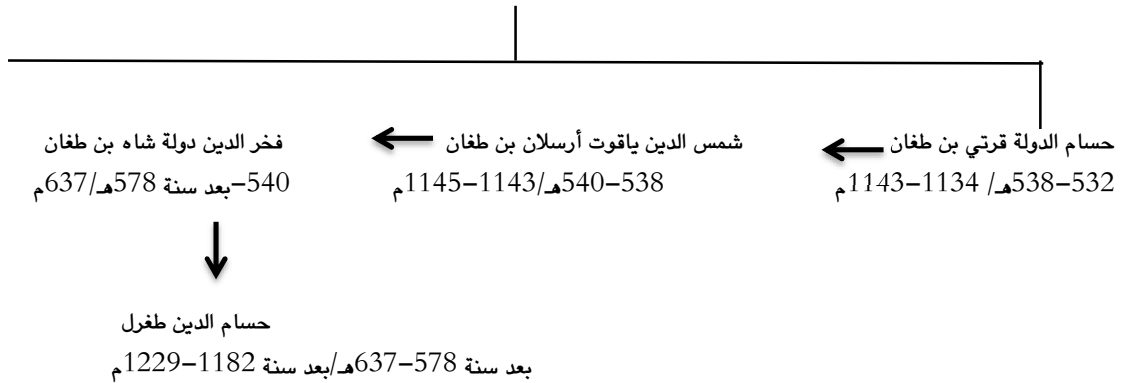 حسام الدولة قرتي بن طغان
532–538هـ/ 1134–1143م
شمس الدين ياقوت أرسلان بن طغان
538–540هـ/1143–1145م
فخر الدين دولة شاه بن طغان
540–بعد سنة 578هـ/637م
حسام الدين طغرل
بعد سنة 578–637هـ/بعد سنة 1182–1229م